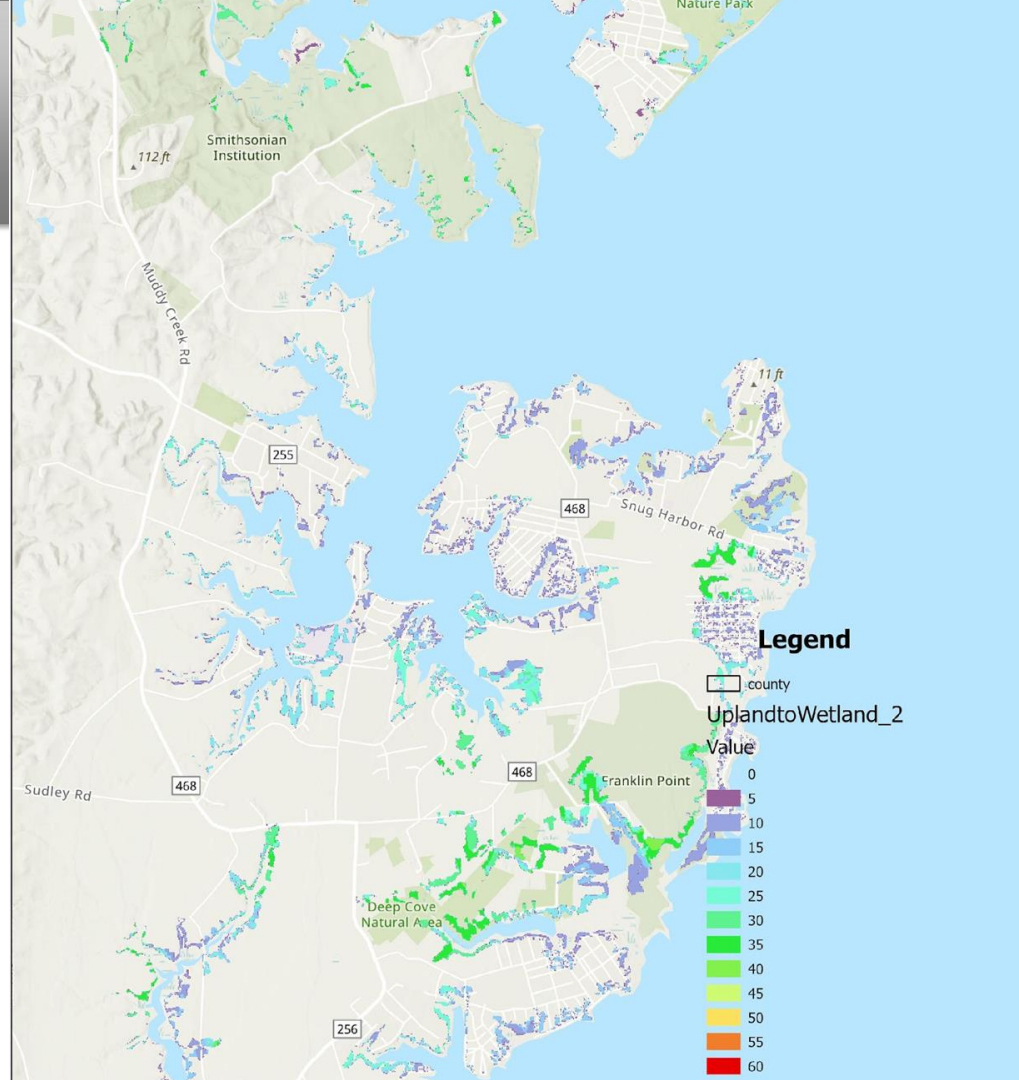 Nature Park
Smithsonian
Institution
112 ft
Muddy Creek Rd
11 ft
255
468
Snug Harbor Rd
Legend
county
UplandtoWetland_2
Value
0
5
10
15
20
25
30
35
40
45
50
55
60
468
Franklin Point
468
Sudley Rd
Deep Cove
Natural Area
256